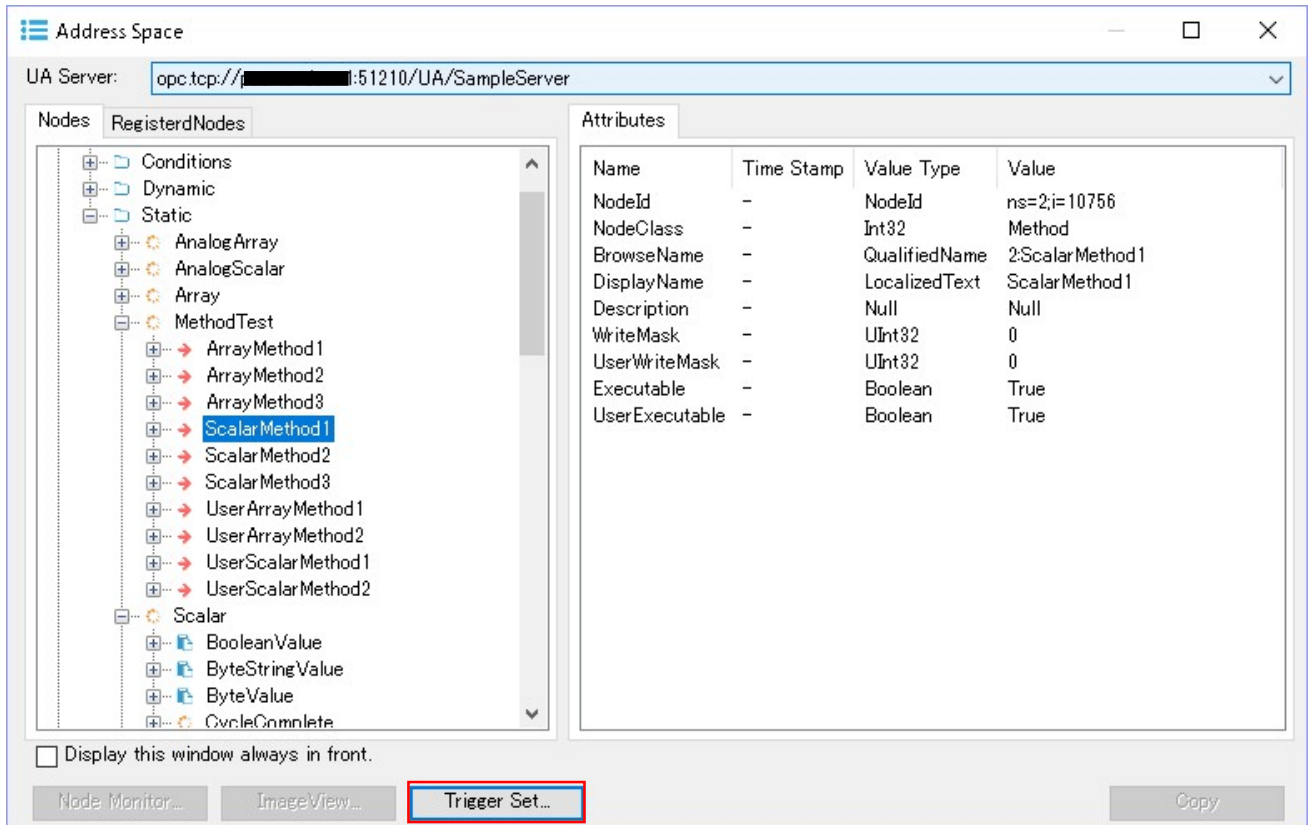 Address Space
UA Server: opc.tcp://:51210/UA/SampleServer
Nodes RegisterdNodes
Conditions
Dynamic
Static
AnalogArray
AnalogScalar
Array
MethodTest
ArrayMethod1
ArrayMethod2
ArrayMethod3
ScalarMethod1
ScalarMethod2
ScalarMethod3
UserArrayMethod1
UserArrayMethod2
UserScalarMethod1
UserScalarMethod2
Scalar
BooleanValue
ByteStringValue
ByteValue
CycleComplete
Attributes
Name Time Stamp Value Type Value
NodeId - NodeId ns=2;i=10756
NodeClass - Int32 Method
BrowseName - QualifiedName 2:ScalarMethod1
DisplayName - LocalizedText ScalarMethod1
Description - Null Null
WriteMask - UInt32 0
UserWriteMask - UInt32 0
Executable - Boolean True
UserExecutable - Boolean True
Display this window always in front.
Node Monitor... ImageView... Trigger Set... Copy